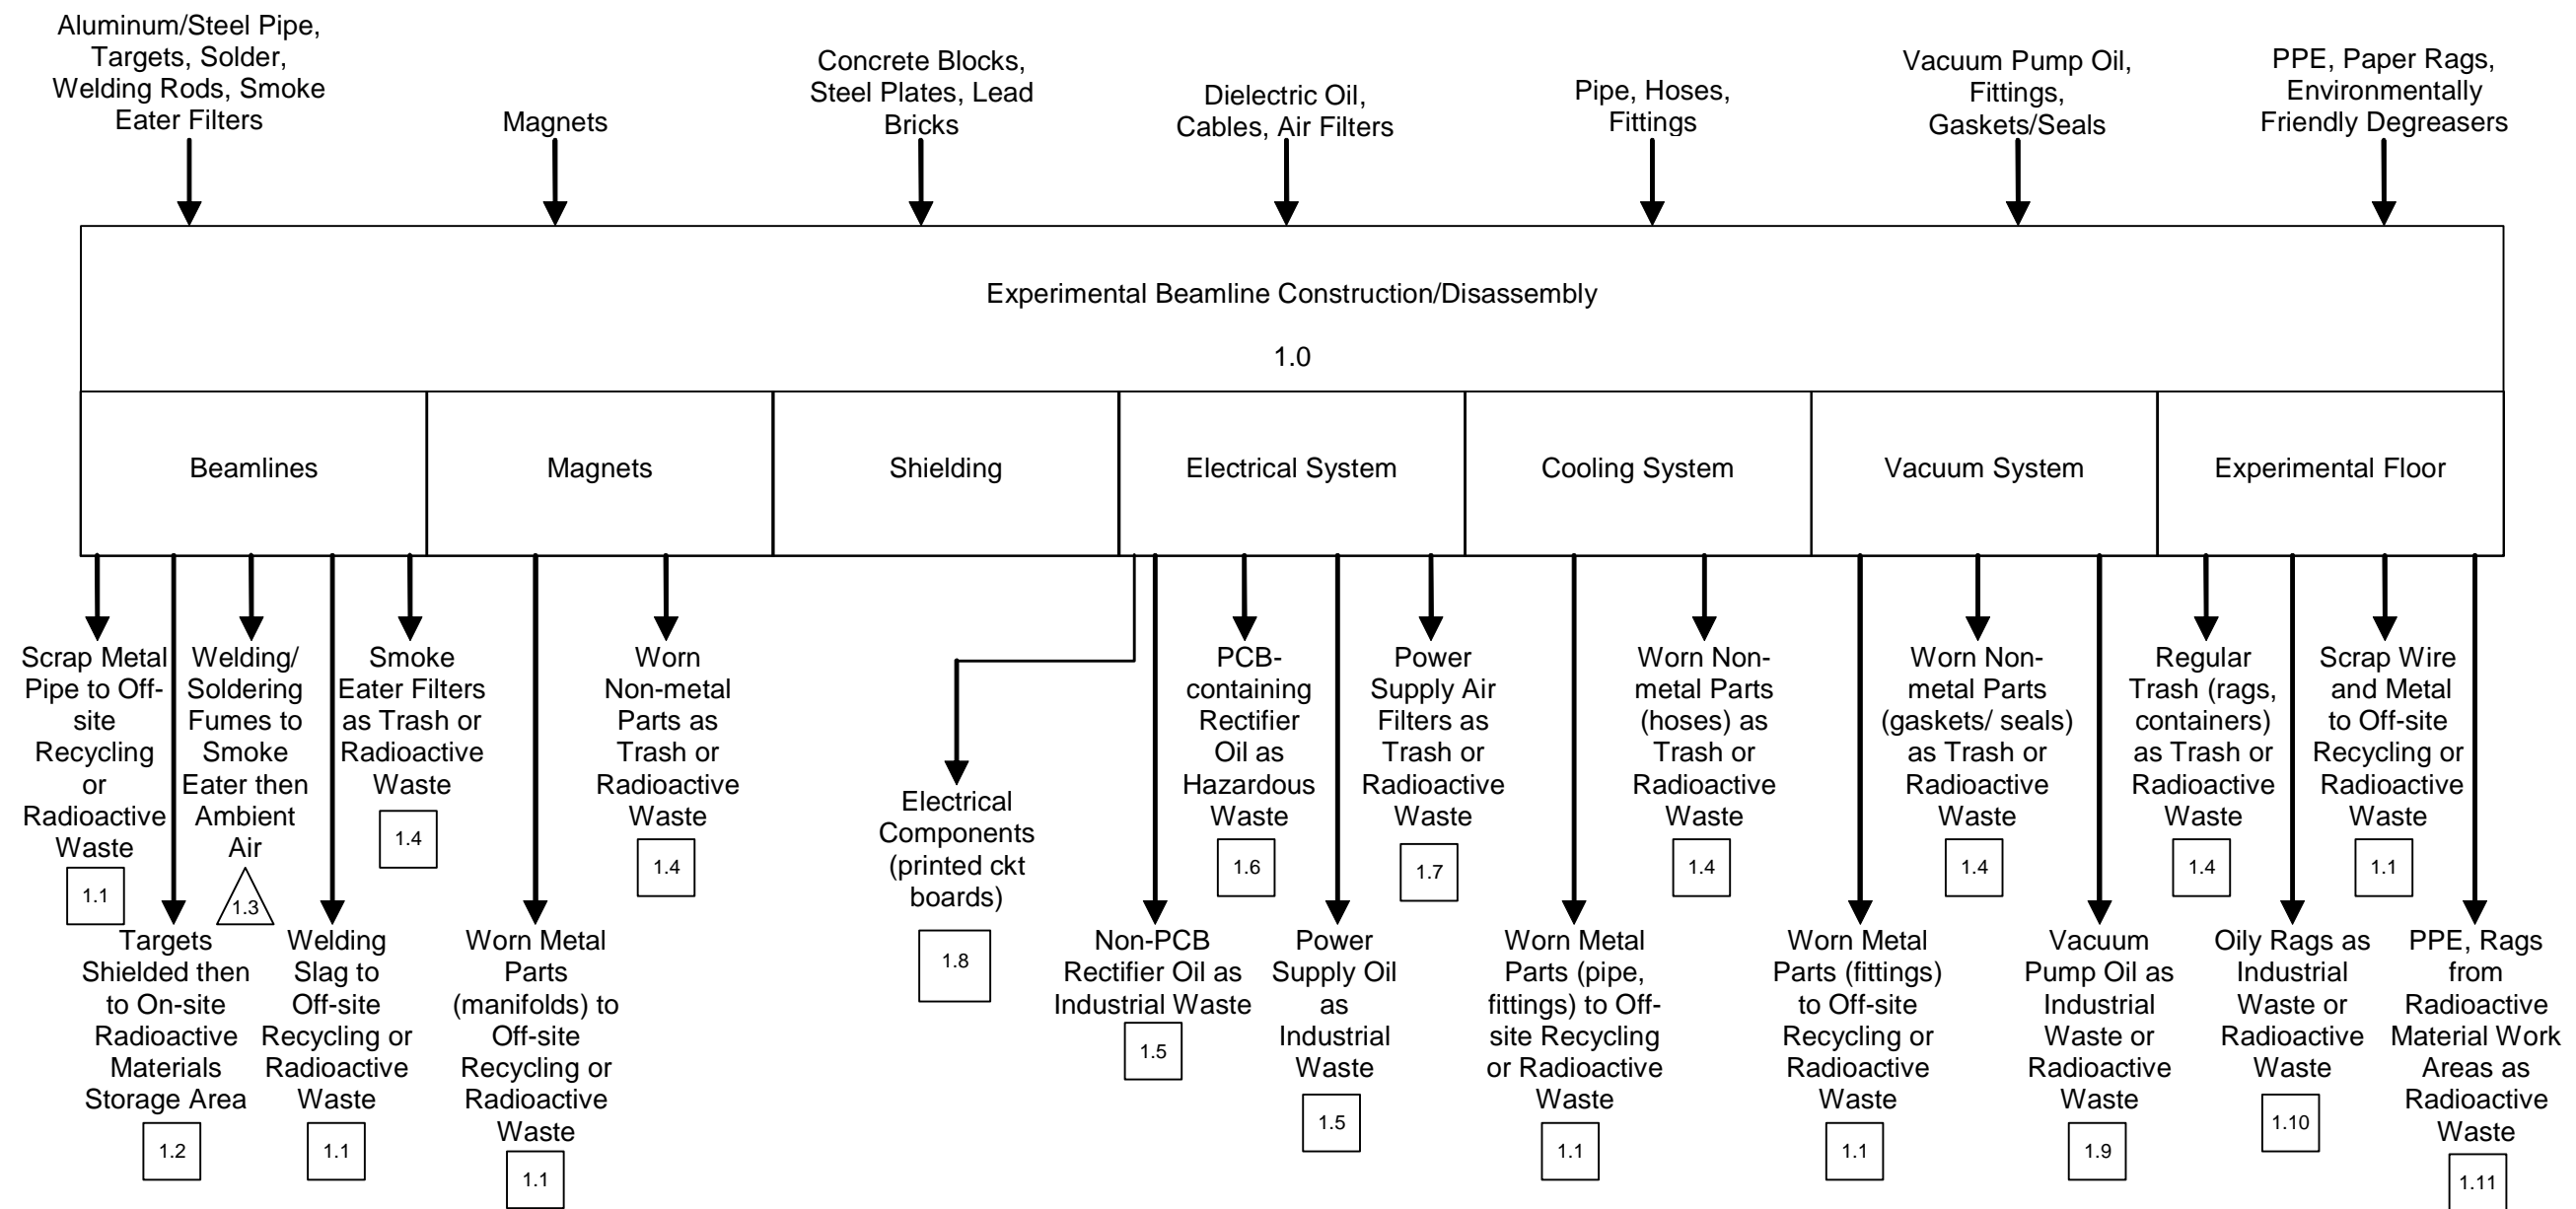 Aluminum/Steel Pipe,
Targets, Solder,
Welding Rods, Smoke
Eater Filters
Magnets
Concrete Blocks,
Steel Plates, Lead
Bricks
Dielectric Oil,
Cables, Air Filters
Pipe, Hoses,
Fittings
Vacuum Pump Oil,
Fittings,
Gaskets/Seals
PPE, Paper Rags,
Environmentally
Friendly Degreasers
Experimental Beamline Construction/Disassembly
1.0
Beamlines
Magnets
Shielding
Electrical System
Cooling System
Vacuum System
Experimental Floor
Scrap Metal
Pipe to Off-
site
Recycling
or
Radioactive
Waste
1.1
Targets
Shielded then
to On-site
Radioactive
Materials
Storage Area
1.2
Welding/
Soldering
Fumes to
Smoke
Eater then
Ambient
Air
1.3
Welding
Slag to
Off-site
Recycling or
Radioactive
Waste
1.1
Smoke
Eater Filters
as Trash or
Radioactive
Waste
1.4
Worn Metal
Parts
(manifolds) to
Off-site
Recycling or
Radioactive
Waste
1.1
Worn
Non-metal
Parts as
Trash or
Radioactive
Waste
1.4
Electrical
Components
(printed ckt
boards)
1.8
Non-PCB
Rectifier Oil as
Industrial Waste
1.5
PCB-
containing
Rectifier
Oil as
Hazardous
Waste
1.6
Power
Supply Oil
as
Industrial
Waste
1.5
Power
Supply Air
Filters as
Trash or
Radioactive
Waste
1.7
Worn Metal
Parts (pipe,
fittings) to Off-
site Recycling
or Radioactive
Waste
1.1
Worn Non-
metal Parts
(hoses) as
Trash or
Radioactive
Waste
1.4
Worn Metal
Parts (fittings)
to Off-site
Recycling or
Radioactive
Waste
1.1
Worn Non-
metal Parts
(gaskets/ seals)
as Trash or
Radioactive
Waste
1.4
Vacuum
Pump Oil as
Industrial
Waste or
Radioactive
Waste
1.9
Regular
Trash (rags,
containers)
as Trash or
Radioactive
Waste
1.4
Oily Rags as
Industrial
Waste or
Radioactive
Waste
1.10
Scrap Wire
and Metal
to Off-site
Recycling or
Radioactive
Waste
1.1
PPE, Rags
from
Radioactive
Material Work
Areas as
Radioactive
Waste
1.11